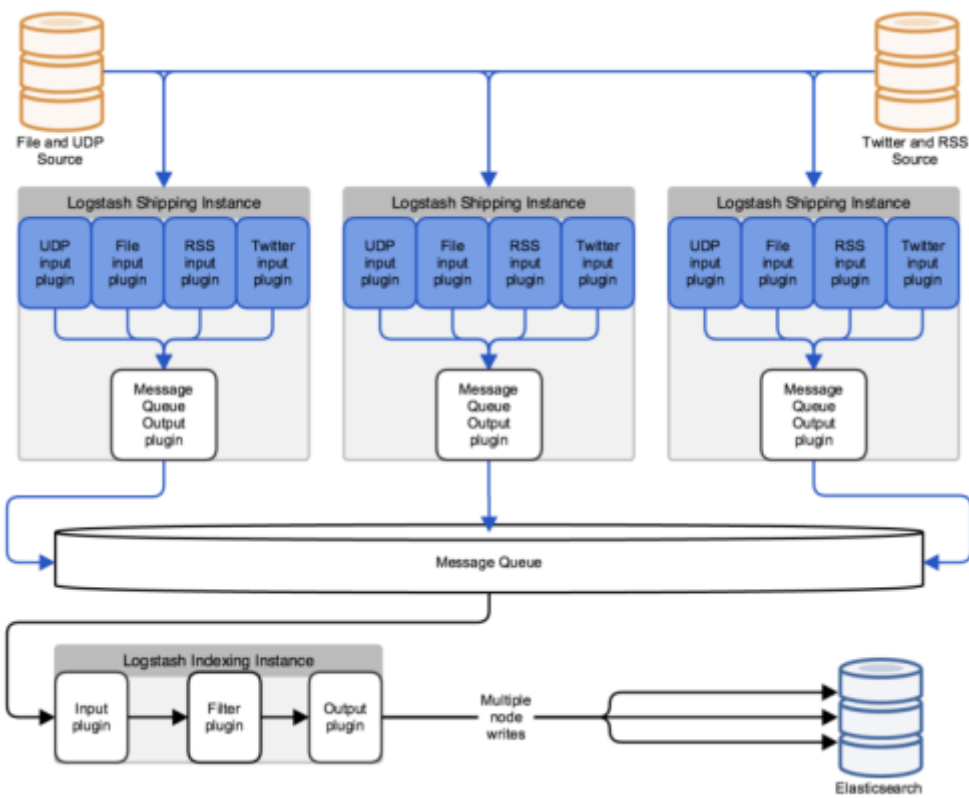 File and UDP
Source
Twitter and RSS
Source
Logstash Shipping Instance
UDP
input
plugin
File
input
plugin
RSS
input
plugin
Twitter
input
plugin
Message
Queue
Output
plugin
Logstash Shipping Instance
UDP
input
plugin
File
input
plugin
RSS
input
plugin
Twitter
input
plugin
Message
Queue
Output
plugin
Logstash Shipping Instance
UDP
input
plugin
File
input
plugin
RSS
input
plugin
Twitter
input
plugin
Message
Queue
Output
plugin
Message Queue
Logstash Indexing Instance
Input
plugin
Filter
plugin
Output
plugin
Multiple
node
writes
Elasticsearch